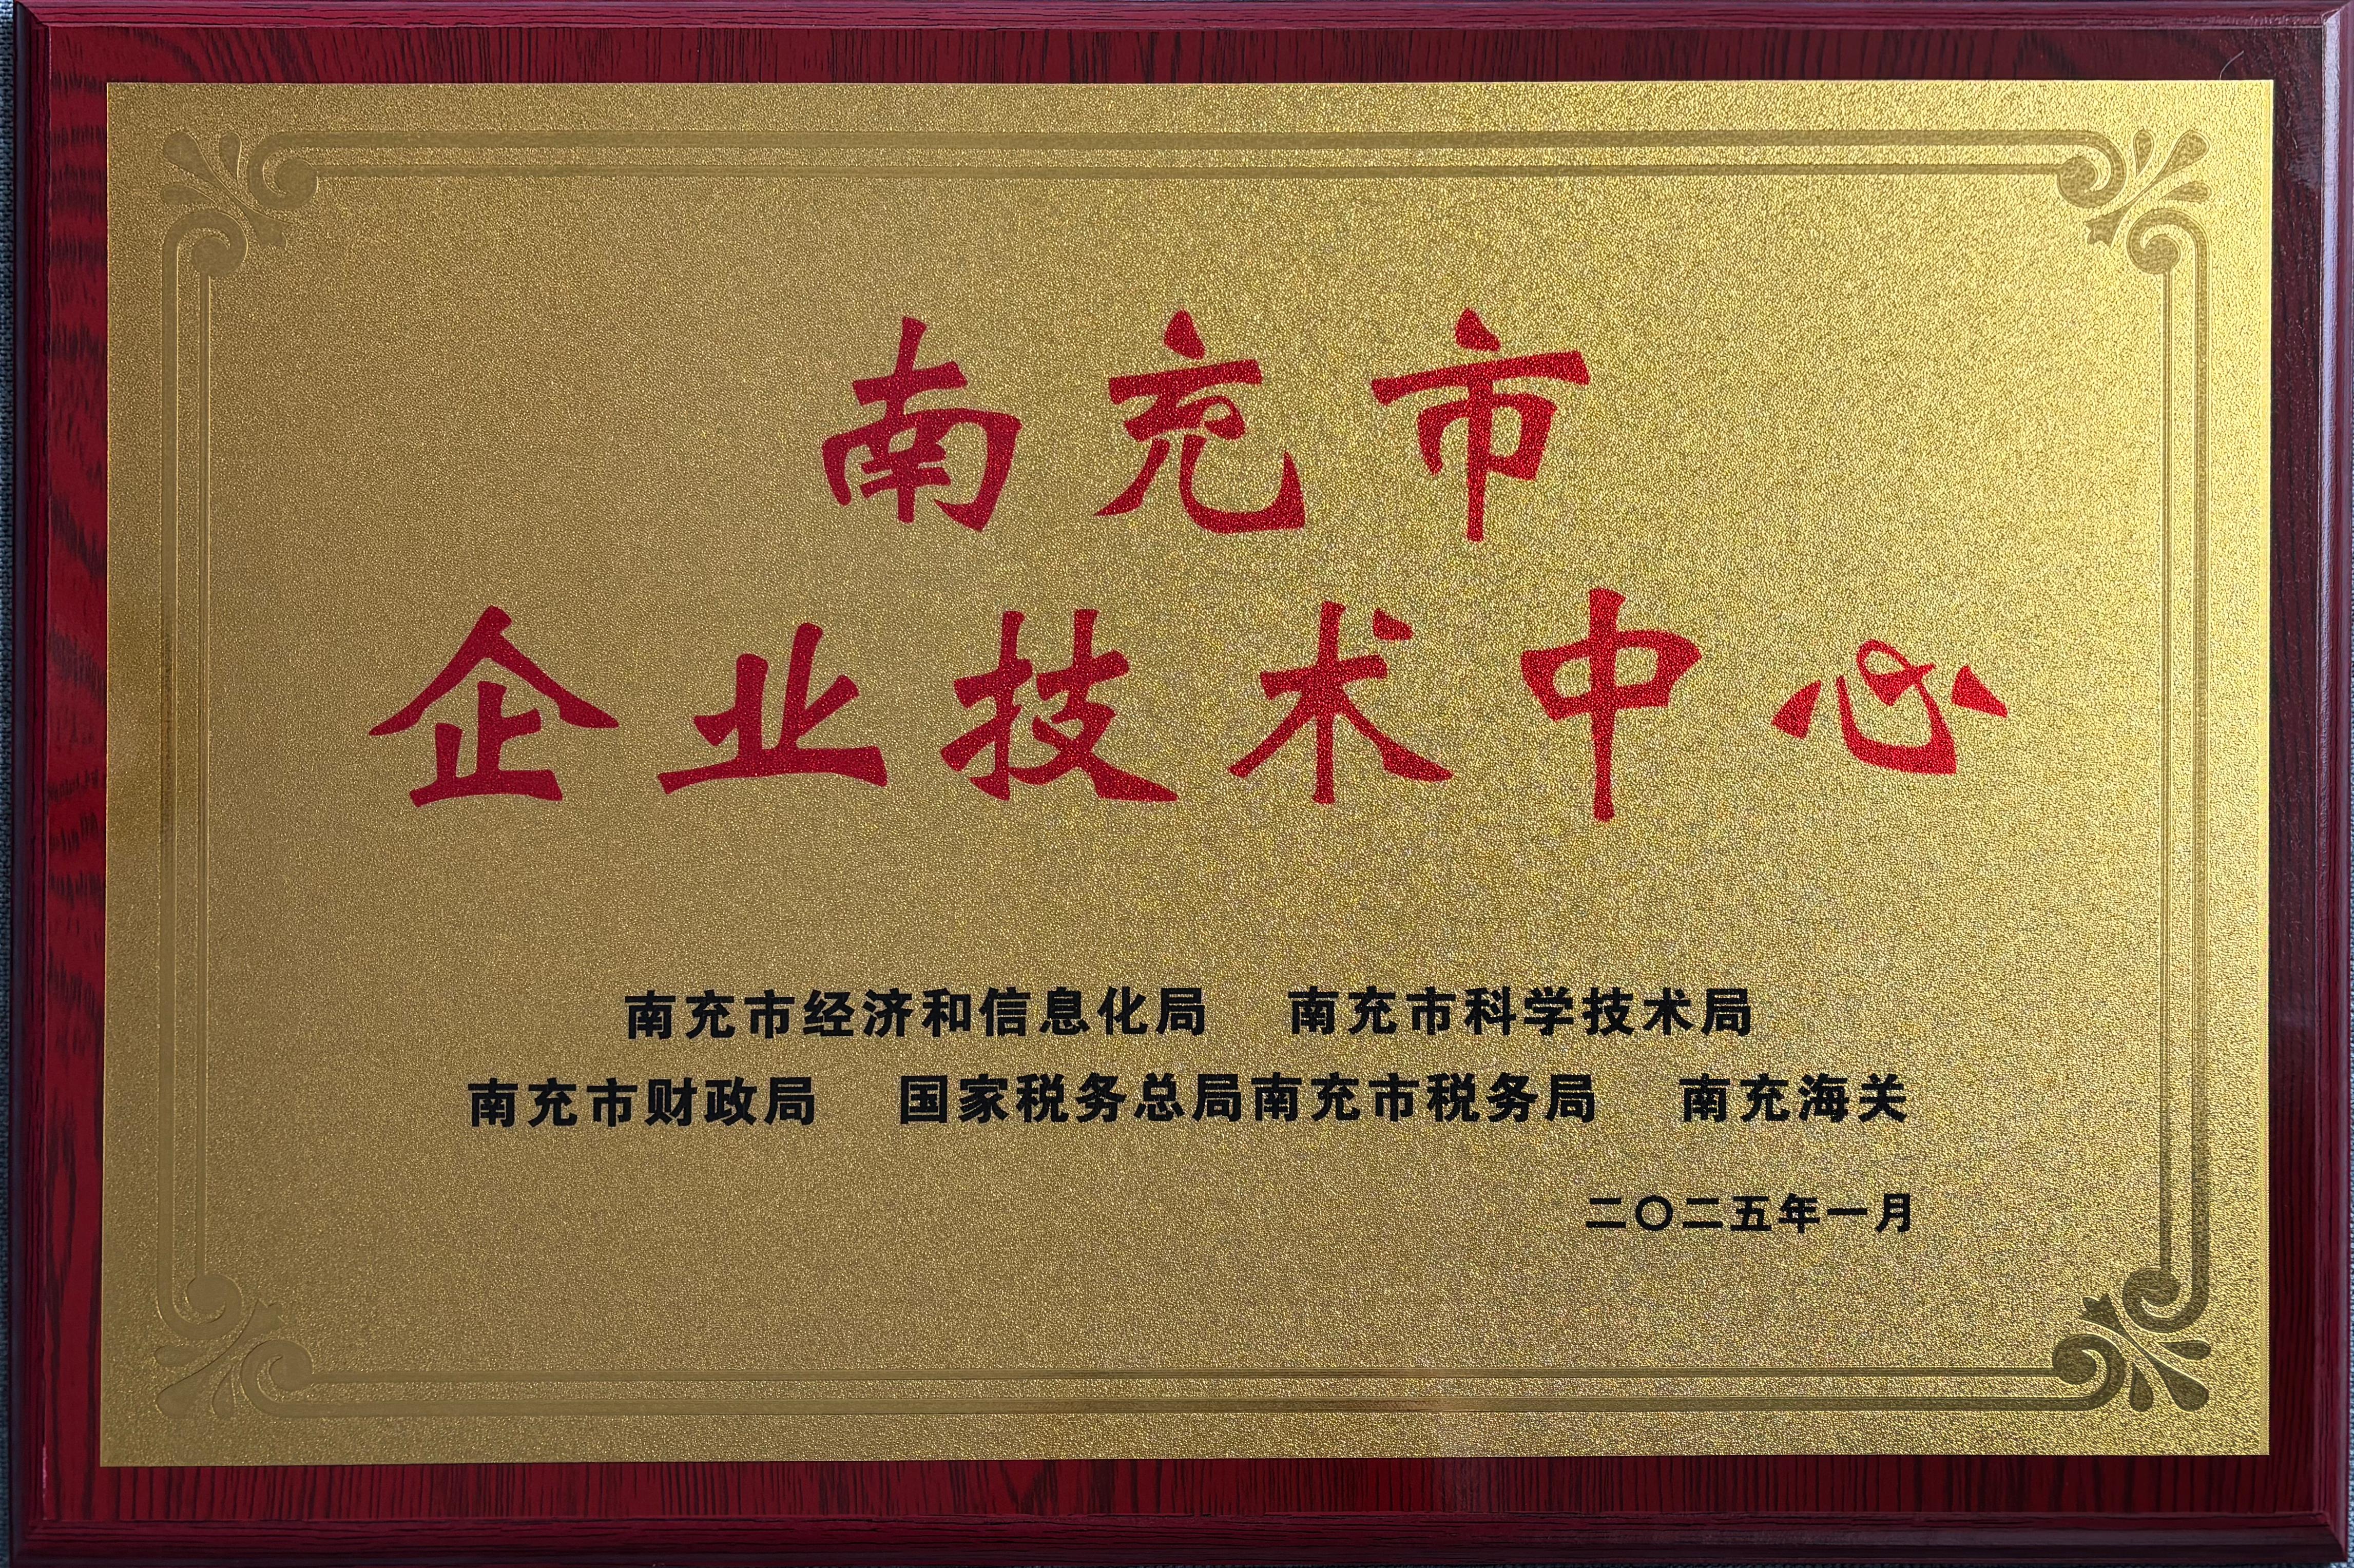 南充市
企业技术中心
南充市经济和信息化局 南充市科学技术局
南充市财政局 国家税务总局南充市税务局 南充海关
二〇二五年一月